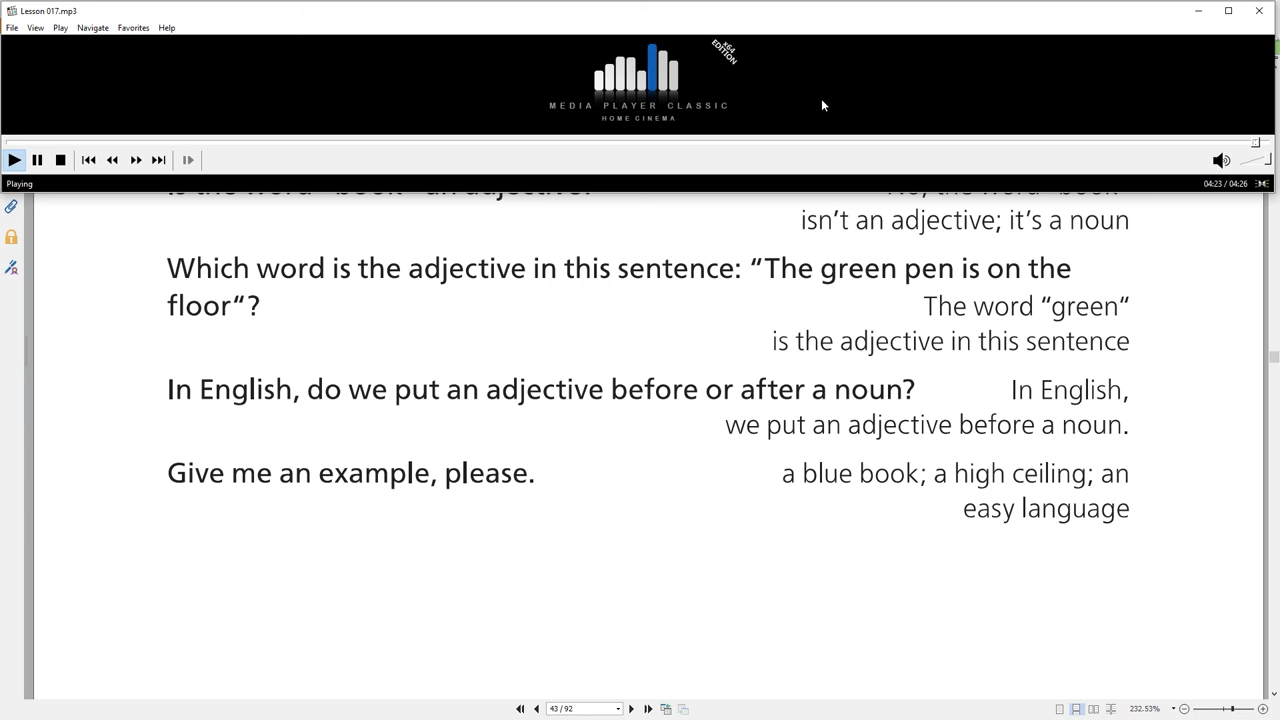 Lesson 017.mp3
File View Play Navigate Favorites Help
x64
EDITION
MEDIA PLAYER CLASSIC
HOME CINEMA
Playing 04:23 / 04:26
isn't an adjective; it's a noun
Which word is the adjective in this sentence: “The green pen is on the
floor“? The word “green“
is the adjective in this sentence
In English, do we put an adjective before or after a noun? In English,
we put an adjective before a noun.
Give me an example, please. a blue book; a high ceiling; an
easy language
43 / 92 232.53%